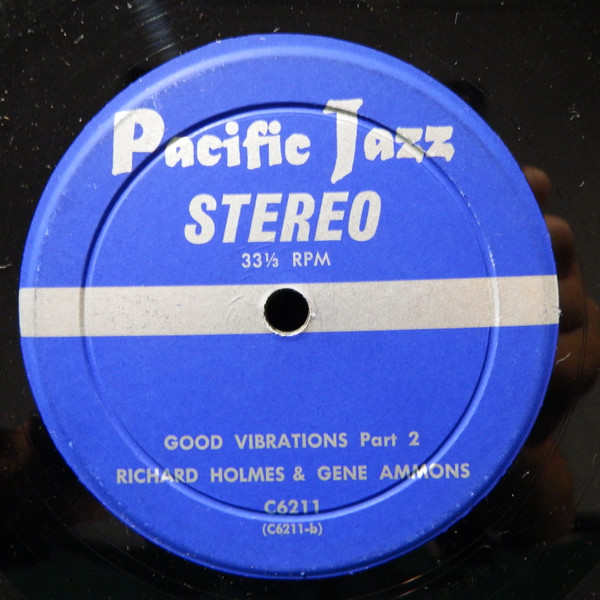 Pacific Jazz
STEREO
33⅓ RPM
GOOD VIBRATIONS Part 2
RICHARD HOLMES & GENE AMMONS
C6211
(C6211-b)